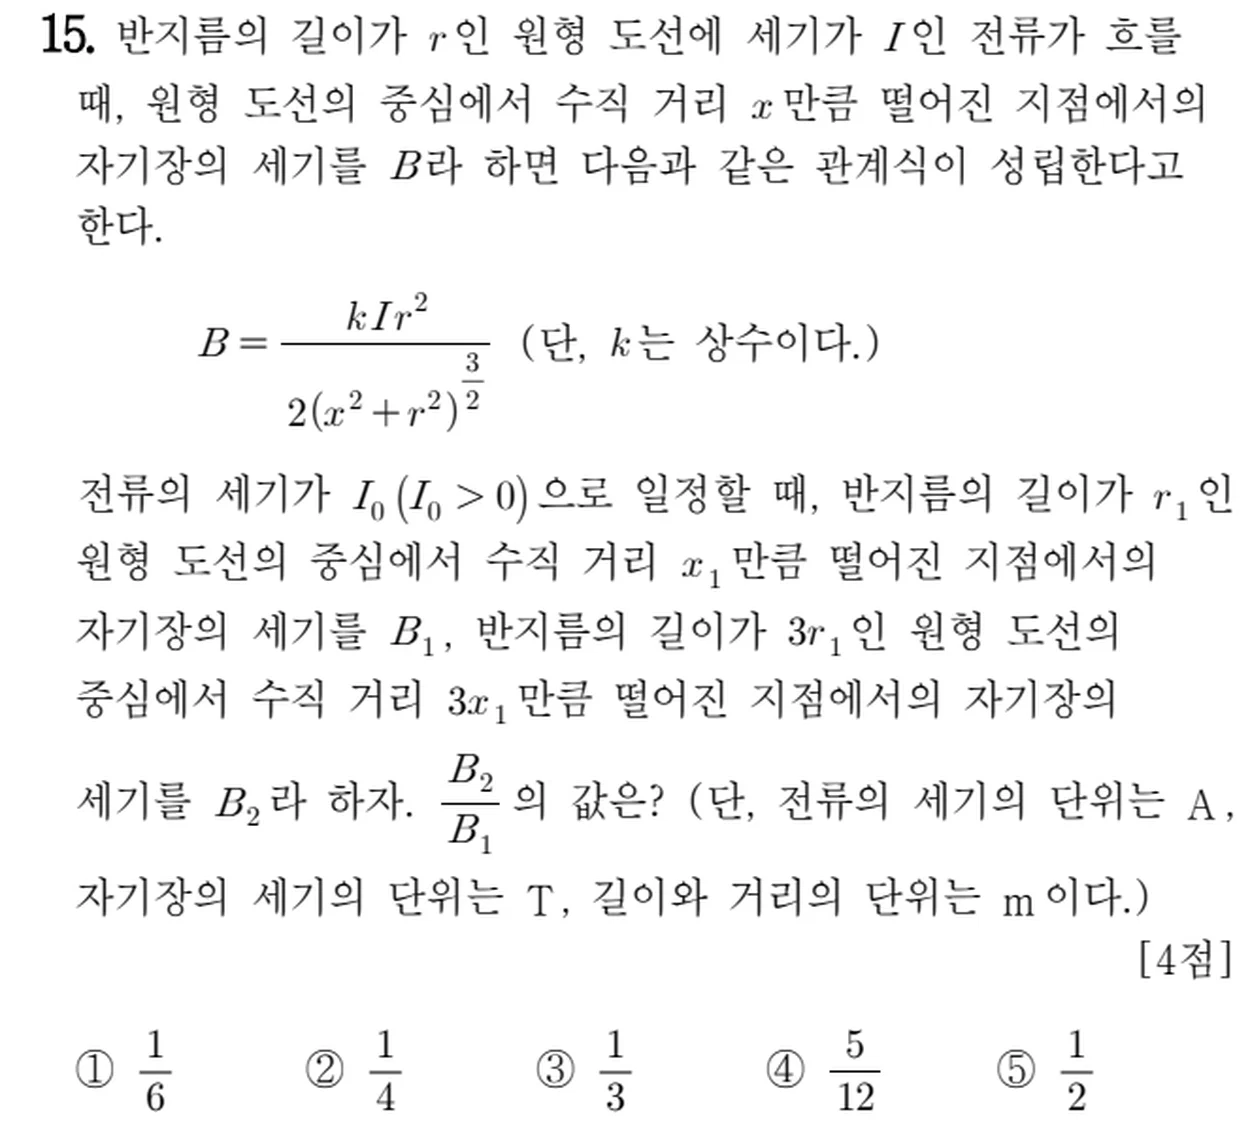 15. 반지름의 길이가 r인 원형 도선에 세기가 I인 전류가 흐를
때, 원형 도선의 중심에서 수직 거리 x만큼 떨어진 지점에서의
자기장의 세기를 B라 하면 다음과 같은 관계식이 성립한다고
한다.
B = kIr² / 2(x²+r²)^(3/2) (단, k는 상수이다.)
전류의 세기가 I₀ (I₀ > 0)으로 일정할 때, 반지름의 길이가 r₁인
원형 도선의 중심에서 수직 거리 x₁만큼 떨어진 지점에서의
자기장의 세기를 B₁, 반지름의 길이가 3r₁인 원형 도선의
중심에서 수직 거리 3x₁만큼 떨어진 지점에서의 자기장의
세기를 B₂라 하자. B₂/B₁의 값은? (단, 전류의 세기의 단위는 A,
자기장의 세기의 단위는 T, 길이와 거리의 단위는 m이다.)
[4점]
① 1/6 ② 1/4 ③ 1/3 ④ 5/12 ⑤ 1/2